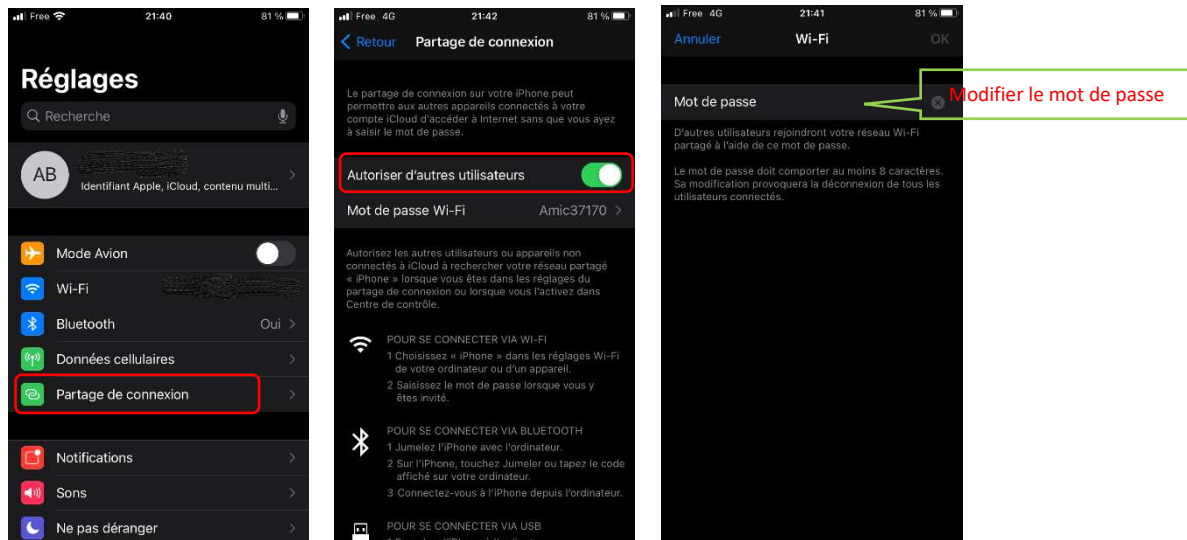 Free 21:40 81 %
Réglages
Recherche
AB
Identifiant Apple, iCloud, contenu multi...
Mode Avion
Wi-Fi
Bluetooth Oui
Données cellulaires
Partage de connexion
Notifications
Sons
Ne pas déranger
Free 4G 21:42 81 %
Retour Partage de connexion
Le partage de connexion sur votre iPhone peut
permettre aux autres appareils connectés à votre
compte iCloud d'accéder à Internet sans que vous ayez
à saisir le mot de passe.
Autoriser d'autres utilisateurs
Mot de passe Wi-Fi Amic37170
Autorisez les autres utilisateurs ou appareils non
connectés à iCloud à rechercher votre réseau partagé
« iPhone » lorsque vous êtes dans les réglages du
partage de connexion ou lorsque vous l'activez dans
Centre de contrôle.
POUR SE CONNECTER VIA WI-FI
1 Choisissez « iPhone » dans les réglages Wi-Fi
de votre ordinateur ou d'un appareil.
2 Saisissez le mot de passe lorsque vous y
êtes invité.
POUR SE CONNECTER VIA BLUETOOTH
1 Jumelez l'iPhone avec l'ordinateur.
2 Sur l'iPhone, touchez Jumeler ou tapez le code
affiché sur votre ordinateur.
3 Connectez-vous à l'iPhone depuis l'ordinateur.
POUR SE CONNECTER VIA USB
Free 4G 21:41 81 %
Annuler Wi-Fi OK
Mot de passe
D'autres utilisateurs rejoindront votre réseau Wi-Fi
partagé à l'aide de ce mot de passe.
Le mot de passe doit comporter au moins 8 caractères.
Sa modification provoquera la déconnexion de tous les
utilisateurs connectés.
Modifier le mot de passe